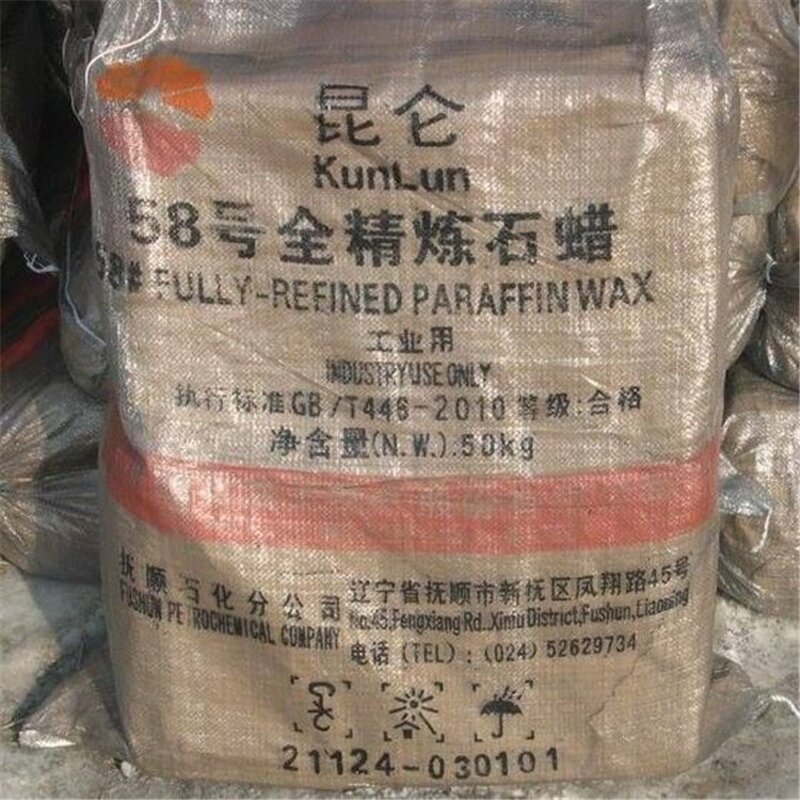 昆仑
KunLun
58号全精炼石蜡
58# FULLY-REFINED PARAFFIN WAX
工业用
INDUSTRYUSE ONLY
执行标准GB/T446-2010 等级:合格
净含量(N.W.).50kg
抚顺石化分公司
FUSHUN PETROCHEMICAL COMPANY
辽宁省抚顺市新抚区凤翔路45号
No.45,Fengxiang Rd..Xinfu District,Fushun,Liaoning
电话(TEL):(024) 52629734
21124-030101